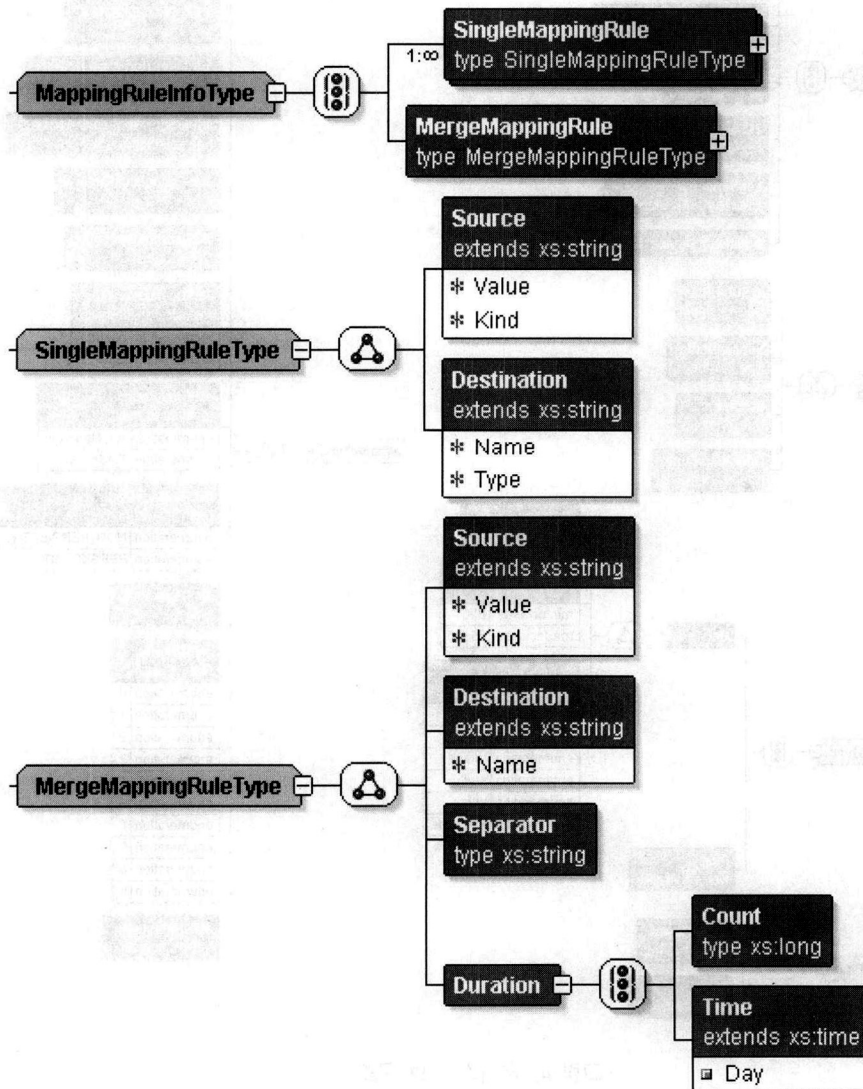 MappingRuleInfoType
1:∞
SingleMappingRule
type SingleMappingRuleType
MergeMappingRule
type MergeMappingRuleType
SingleMappingRuleType
Source
extends xs:string
* Value
* Kind
Destination
extends xs:string
* Name
* Type
MergeMappingRuleType
Source
extends xs:string
* Value
* Kind
Destination
extends xs:string
* Name
Separator
type xs:string
Duration
Count
type xs:long
Time
extends xs:time
Day